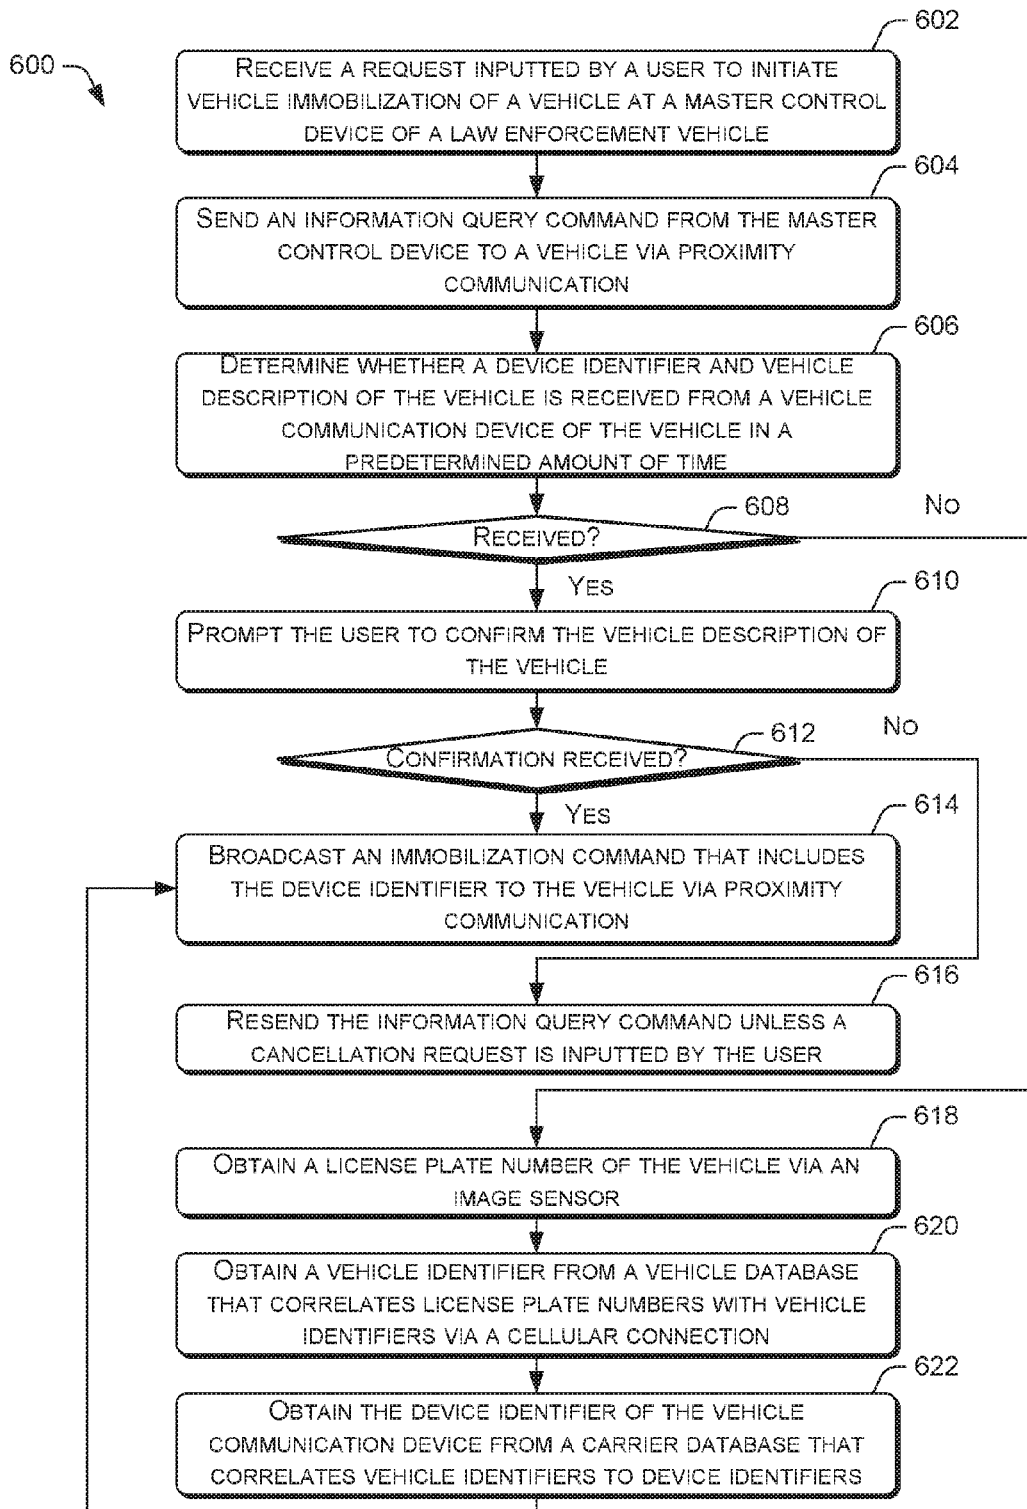 600
602
RECEIVE A REQUEST INPUTTED BY A USER TO INITIATE
VEHICLE IMMOBILIZATION OF A VEHICLE AT A MASTER CONTROL
DEVICE OF A LAW ENFORCEMENT VEHICLE
604
SEND AN INFORMATION QUERY COMMAND FROM THE MASTER
CONTROL DEVICE TO A VEHICLE VIA PROXIMITY
COMMUNICATION
606
DETERMINE WHETHER A DEVICE IDENTIFIER AND VEHICLE
DESCRIPTION OF THE VEHICLE IS RECEIVED FROM A VEHICLE
COMMUNICATION DEVICE OF THE VEHICLE IN A
PREDETERMINED AMOUNT OF TIME
608
NO
RECEIVED?
YES
610
PROMPT THE USER TO CONFIRM THE VEHICLE DESCRIPTION OF
THE VEHICLE
612
NO
CONFIRMATION RECEIVED?
YES
614
BROADCAST AN IMMOBILIZATION COMMAND THAT INCLUDES
THE DEVICE IDENTIFIER TO THE VEHICLE VIA PROXIMITY
COMMUNICATION
616
RESEND THE INFORMATION QUERY COMMAND UNLESS A
CANCELLATION REQUEST IS INPUTTED BY THE USER
618
OBTAIN A LICENSE PLATE NUMBER OF THE VEHICLE VIA AN
IMAGE SENSOR
620
OBTAIN A VEHICLE IDENTIFIER FROM A VEHICLE DATABASE
THAT CORRELATES LICENSE PLATE NUMBERS WITH VEHICLE
IDENTIFIERS VIA A CELLULAR CONNECTION
622
OBTAIN THE DEVICE IDENTIFIER OF THE VEHICLE
COMMUNICATION DEVICE FROM A CARRIER DATABASE THAT
CORRELATES VEHICLE IDENTIFIERS TO DEVICE IDENTIFIERS